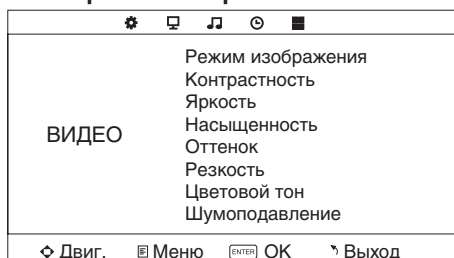 Режим изображения
Контрастность
Яркость
ВИДЕО
Насыщенность
Оттенок
Резкость
Цветовой тон
Шумоподавление
Двиг. Меню ENTER OK Выход